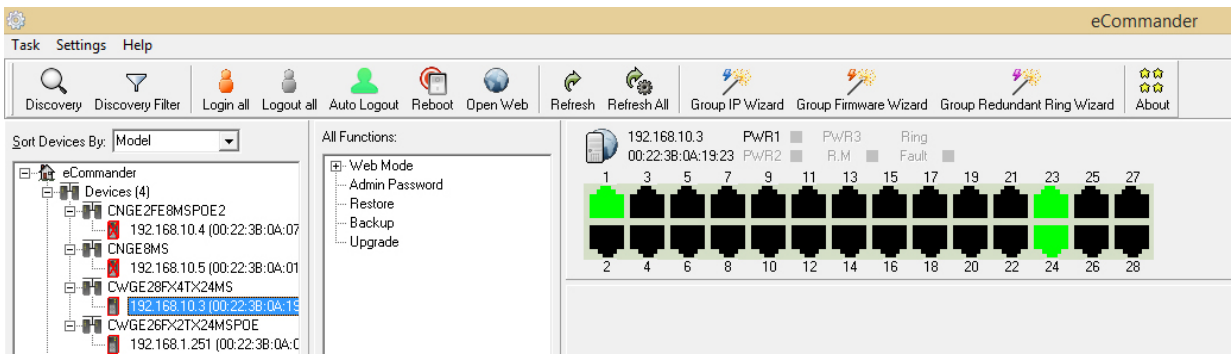 eCommander
Task Settings Help
Discovery Discovery Filter Login all Logout all Auto Logout Reboot Open Web Refresh Refresh All Group IP Wizard Group Firmware Wizard Group Redundant Ring Wizard About
Sort Devices By: Model
eCommander
Devices (4)
CNGE2FE8MSPOE2
192.168.10.4 (00:22:3B:0A:07
CNGE8MS
192.168.10.5 (00:22:3B:0A:01
CWGE28FX4TX24MS
192.168.10.3 (00:22:3B:0A:19
CWGE26FX2TX24MSPOE
192.168.1.251 (00:22:3B:0A:0
All Functions:
Web Mode
Admin Password
Restore
Backup
Upgrade
192.168.10.3 PWR1 PWR3 Ring
00:22:3B:0A:19:23 PWR2 R.M Fault
1 3 5 7 9 11 13 15 17 19 21 23 25 27
2 4 6 8 10 12 14 16 18 20 22 24 26 28